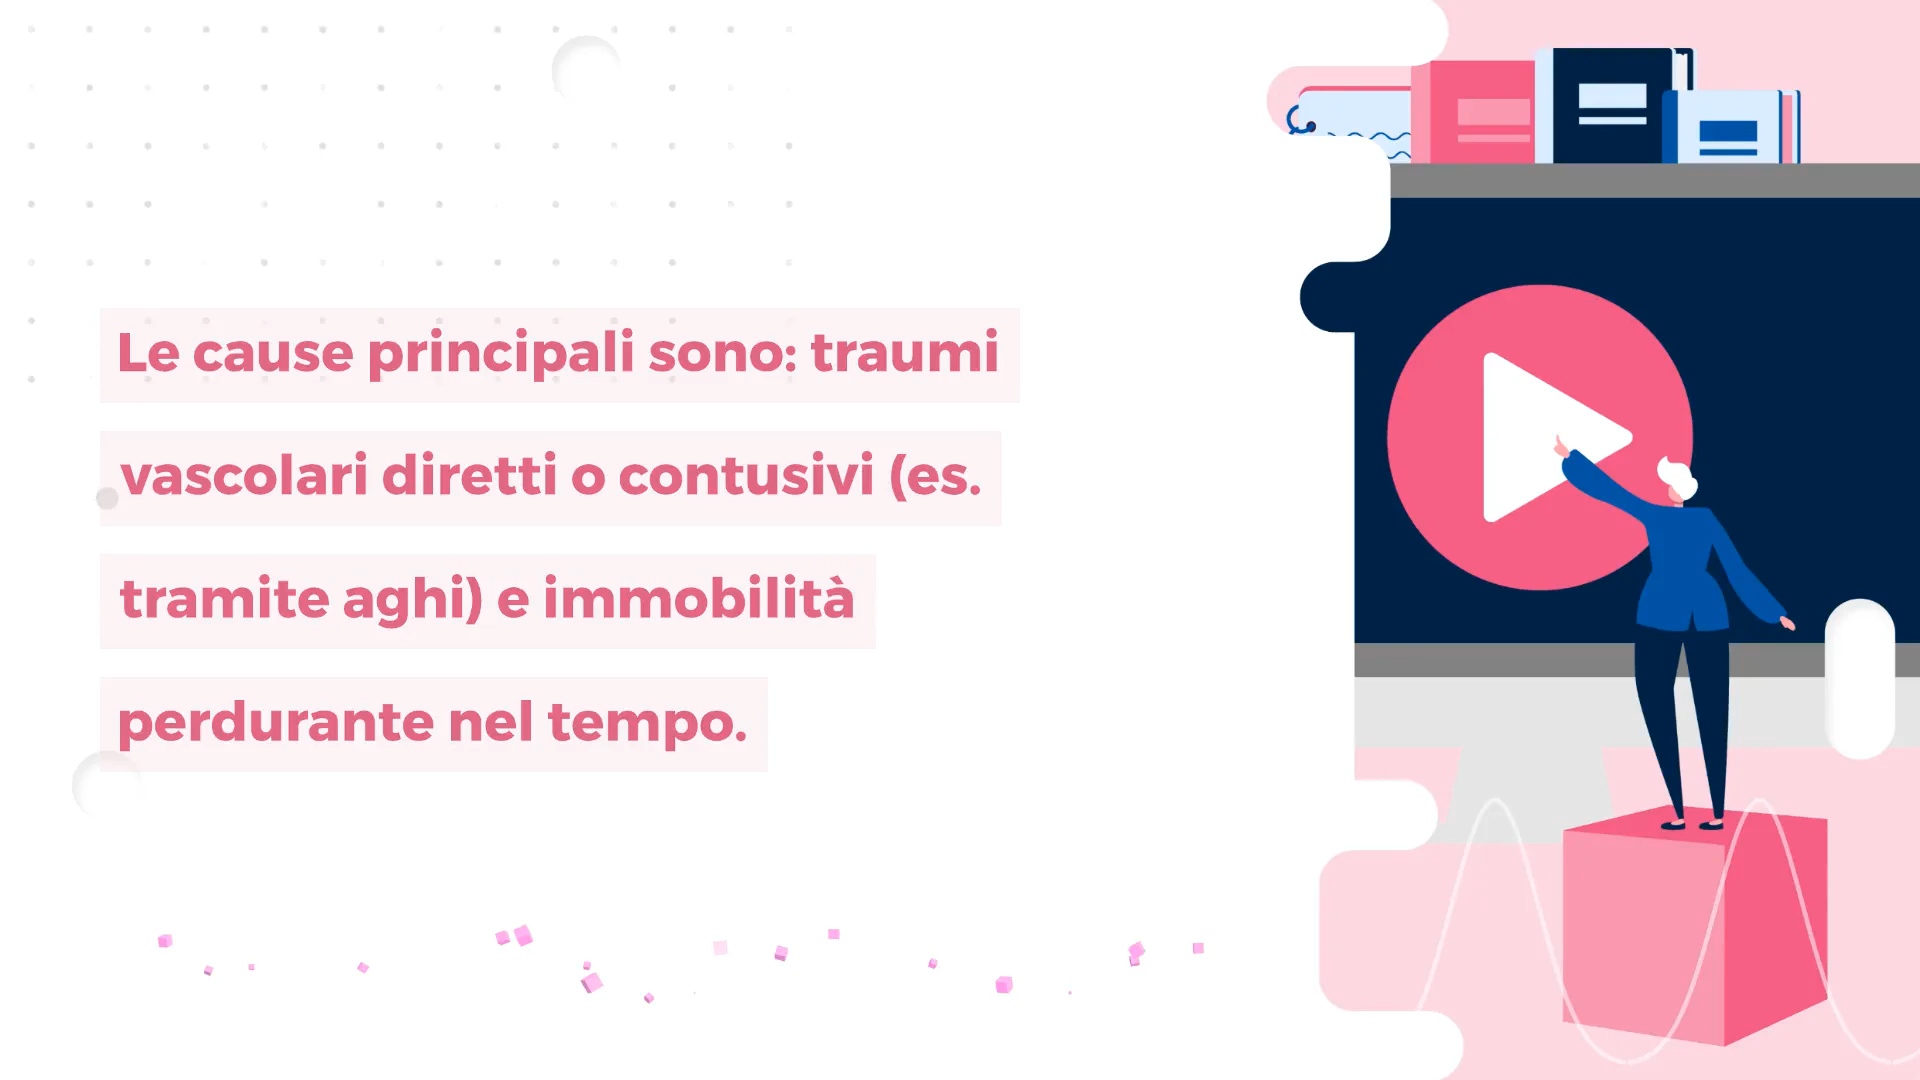 Le cause principali sono: traumi
vascolari diretti o contusivi (es.
tramite aghi) e immobilità
perdurante nel tempo.